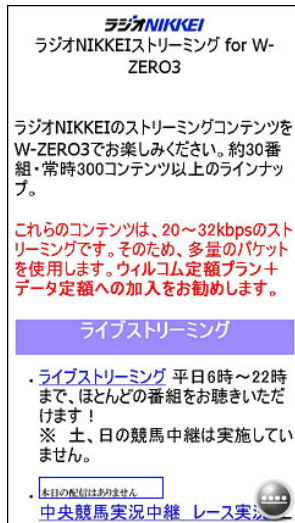 ラジオNIKKEI
ラジオNIKKEIストリーミング for W-
ZERO3
ラジオNIKKEIのストリーミングコンテンツを
W-ZERO3でお楽しみください。約30番
組・常時300コンテンツ以上のラインナッ
プ。
これらのコンテンツは、20～32kbpsのスト
リーミングです。そのため、多量のパケット
を使用します。ウィルコム定額プラン＋
データ定額への加入をお勧めします。
ライブストリーミング
・ライブストリーミング 平日6時～22時
まで、ほとんどの番組をお聴きいただ
けます！
※ 土、日の競馬中継は実施してい
ません。
本日の配信はありません
・中央競馬実況中継 レース実況